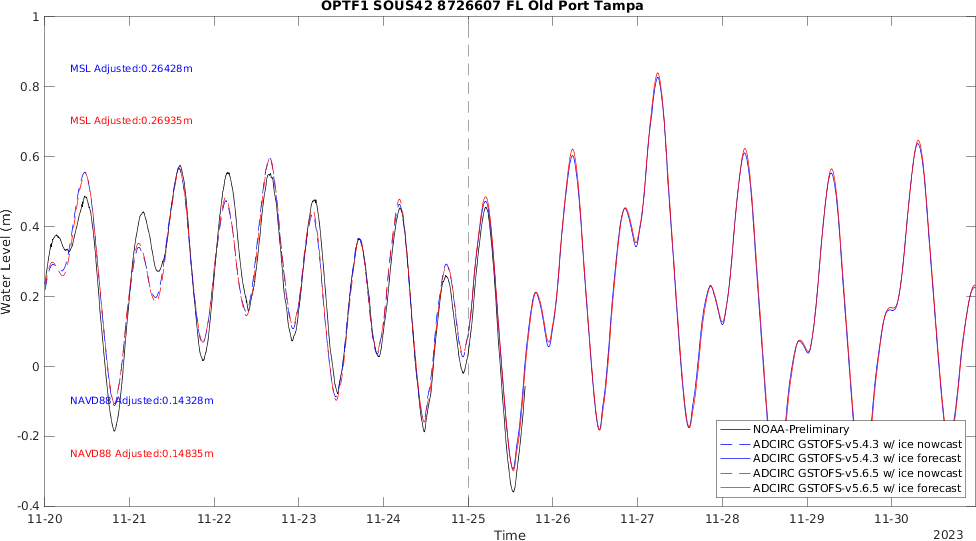 OPTF1 SOUS42 8726607 FL Old Port Tampa
1
0.8
0.6
0.4
0.2
0
-0.2
-0.4
Water Level (m)
MSL Adjusted:0.26428m
MSL Adjusted:0.26935m
NAVD88 Adjusted:0.14328m
NAVD88 Adjusted:0.14835m
NOAA-Preliminary
ADCIRC GSTOFS-v5.4.3 w/ ice nowcast
ADCIRC GSTOFS-v5.4.3 w/ ice forecast
ADCIRC GSTOFS-v5.6.5 w/ ice nowcast
ADCIRC GSTOFS-v5.6.5 w/ ice forecast
11-20 11-21 11-22 11-23 11-24 11-25 11-26 11-27 11-28 11-29 11-30
Time
2023